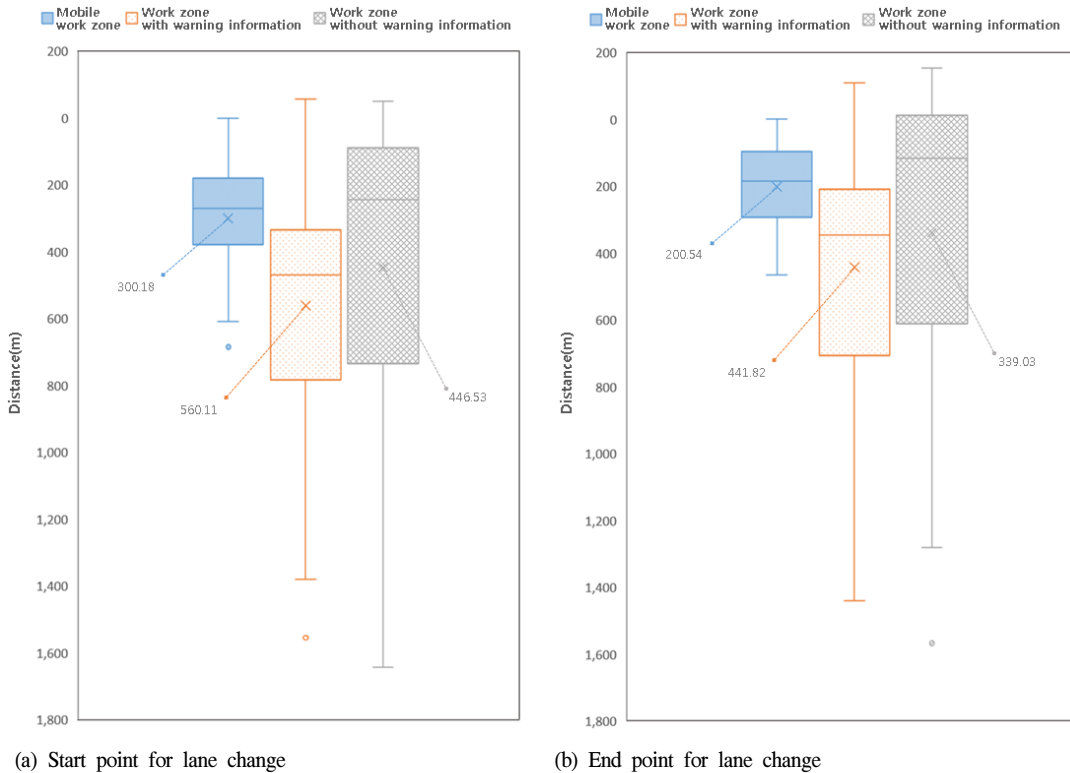 Mobile work zone
Work zone with warning information
Work zone without warning information
200
0
200
400
600
800
1,000
1,200
1,400
1,600
1,800
Distance(m)
300.18
560.11
446.53
(a) Start point for lane change
Mobile work zone
Work zone with warning information
Work zone without warning information
200
0
200
400
600
800
1,000
1,200
1,400
1,600
1,800
Distance(m)
200.54
441.82
339.03
(b) End point for lane change